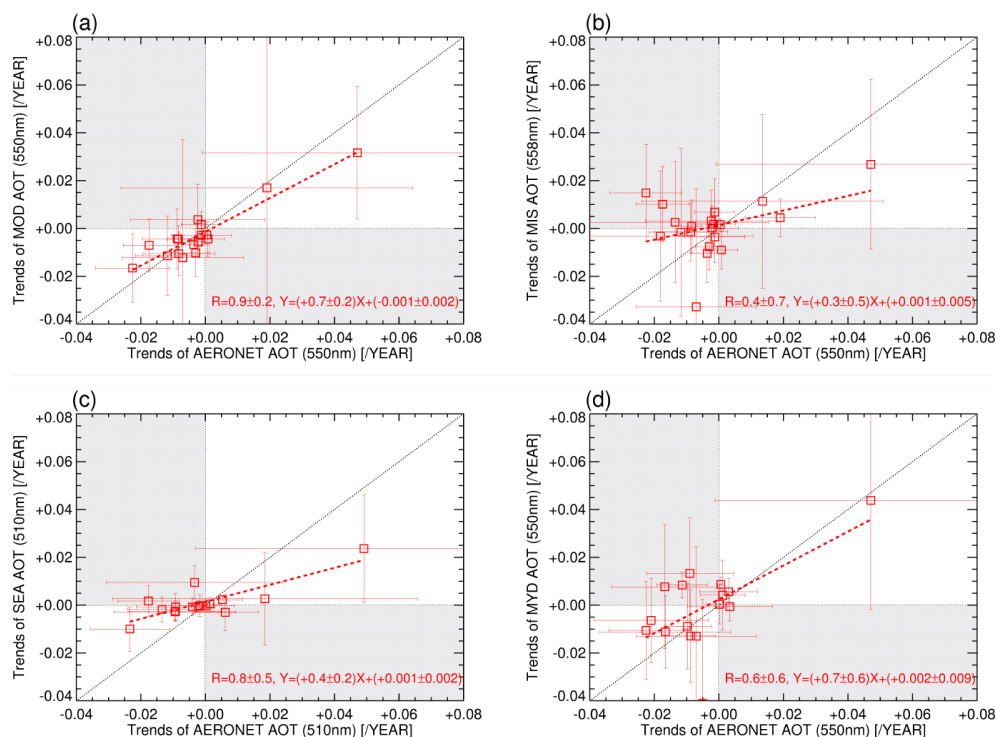 (a)
+0.08
+0.06
+0.04
+0.02
+0.00
-0.02
-0.04
Trends of MOD AOT (550nm) [/YEAR]
R=0.9±0.2, Y=(+0.7±0.2)X+(-0.001±0.002)
-0.04 -0.02 +0.00 +0.02 +0.04 +0.06 +0.08
Trends of AERONET AOT (550nm) [/YEAR]
(b)
+0.08
+0.06
+0.04
+0.02
+0.00
-0.02
-0.04
Trends of MIS AOT (558nm) [/YEAR]
R=0.4±0.7, Y=(+0.3±0.5)X+(+0.001±0.005)
-0.04 -0.02 +0.00 +0.02 +0.04 +0.06 +0.08
Trends of AERONET AOT (550nm) [/YEAR]
(c)
+0.08
+0.06
+0.04
+0.02
+0.00
-0.02
-0.04
Trends of SEA AOT (510nm) [/YEAR]
R=0.8±0.5, Y=(+0.4±0.2)X+(+0.001±0.002)
-0.04 -0.02 +0.00 +0.02 +0.04 +0.06 +0.08
Trends of AERONET AOT (510nm) [/YEAR]
(d)
+0.08
+0.06
+0.04
+0.02
+0.00
-0.02
-0.04
Trends of MYD AOT (550nm) [/YEAR]
R=0.6±0.6, Y=(+0.7±0.6)X+(+0.002±0.009)
-0.04 -0.02 +0.00 +0.02 +0.04 +0.06 +0.08
Trends of AERONET AOT (550nm) [/YEAR]